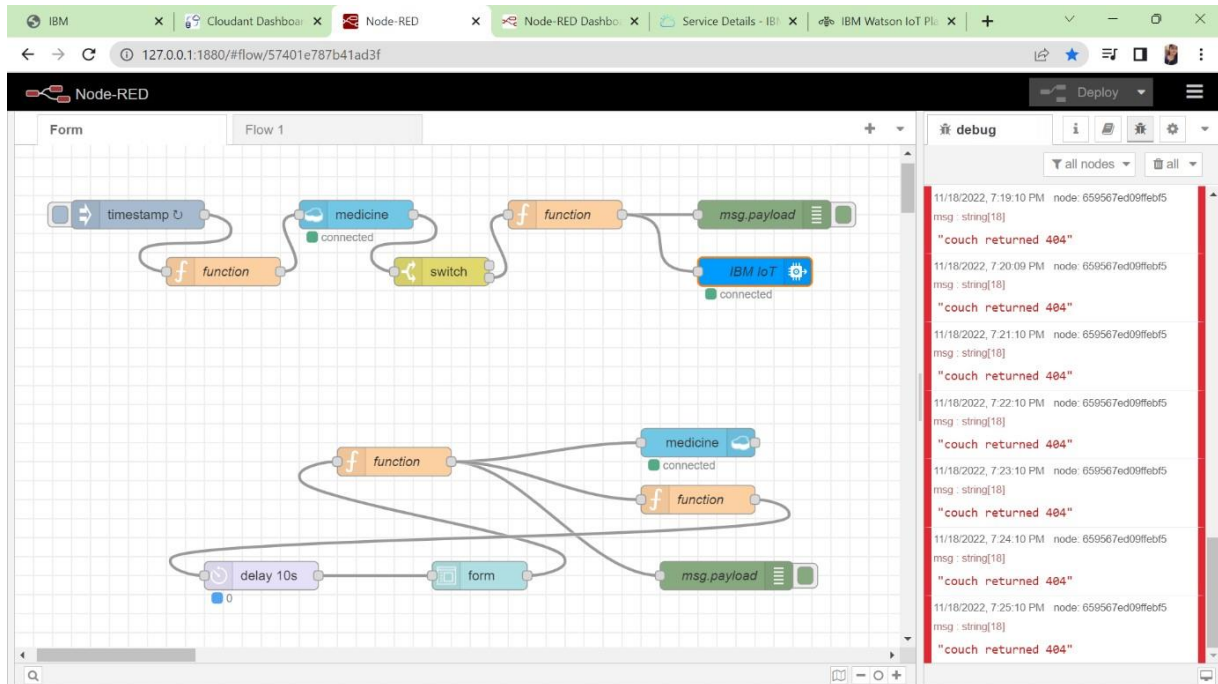 IBM
Cloudant Dashboar
Node-RED
Node-RED Dashbo
Service Details - IB
IBM Watson IoT Pla
127.0.0.1:1880/#flow/57401e787b41ad3f
Node-RED
Deploy
Form
Flow 1
timestamp ↻
medicine
connected
function
switch
function
msg.payload
IBM IoT
connected
function
medicine
connected
function
delay 10s
0
form
msg.payload
debug
all nodes
all
11/18/2022, 7:19:10 PM node: 659567ed09ffebf5
msg : string[18]
"couch returned 404"
11/18/2022, 7:20:09 PM node: 659567ed09ffebf5
msg : string[18]
"couch returned 404"
11/18/2022, 7:21:10 PM node: 659567ed09ffebf5
msg : string[18]
"couch returned 404"
11/18/2022, 7:22:10 PM node: 659567ed09ffebf5
msg : string[18]
"couch returned 404"
11/18/2022, 7:23:10 PM node: 659567ed09ffebf5
msg : string[18]
"couch returned 404"
11/18/2022, 7:24:10 PM node: 659567ed09ffebf5
msg : string[18]
"couch returned 404"
11/18/2022, 7:25:10 PM node: 659567ed09ffebf5
msg : string[18]
"couch returned 404"